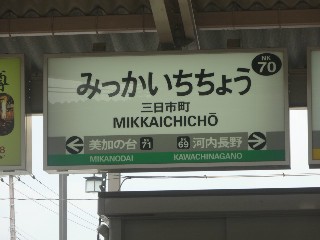 NK
70
みっかいちちょう
三日市町
MIKKAICHICHŌ
美加の台 NK 71 NK 69 河内長野
MIKANODAI KAWACHINAGANO